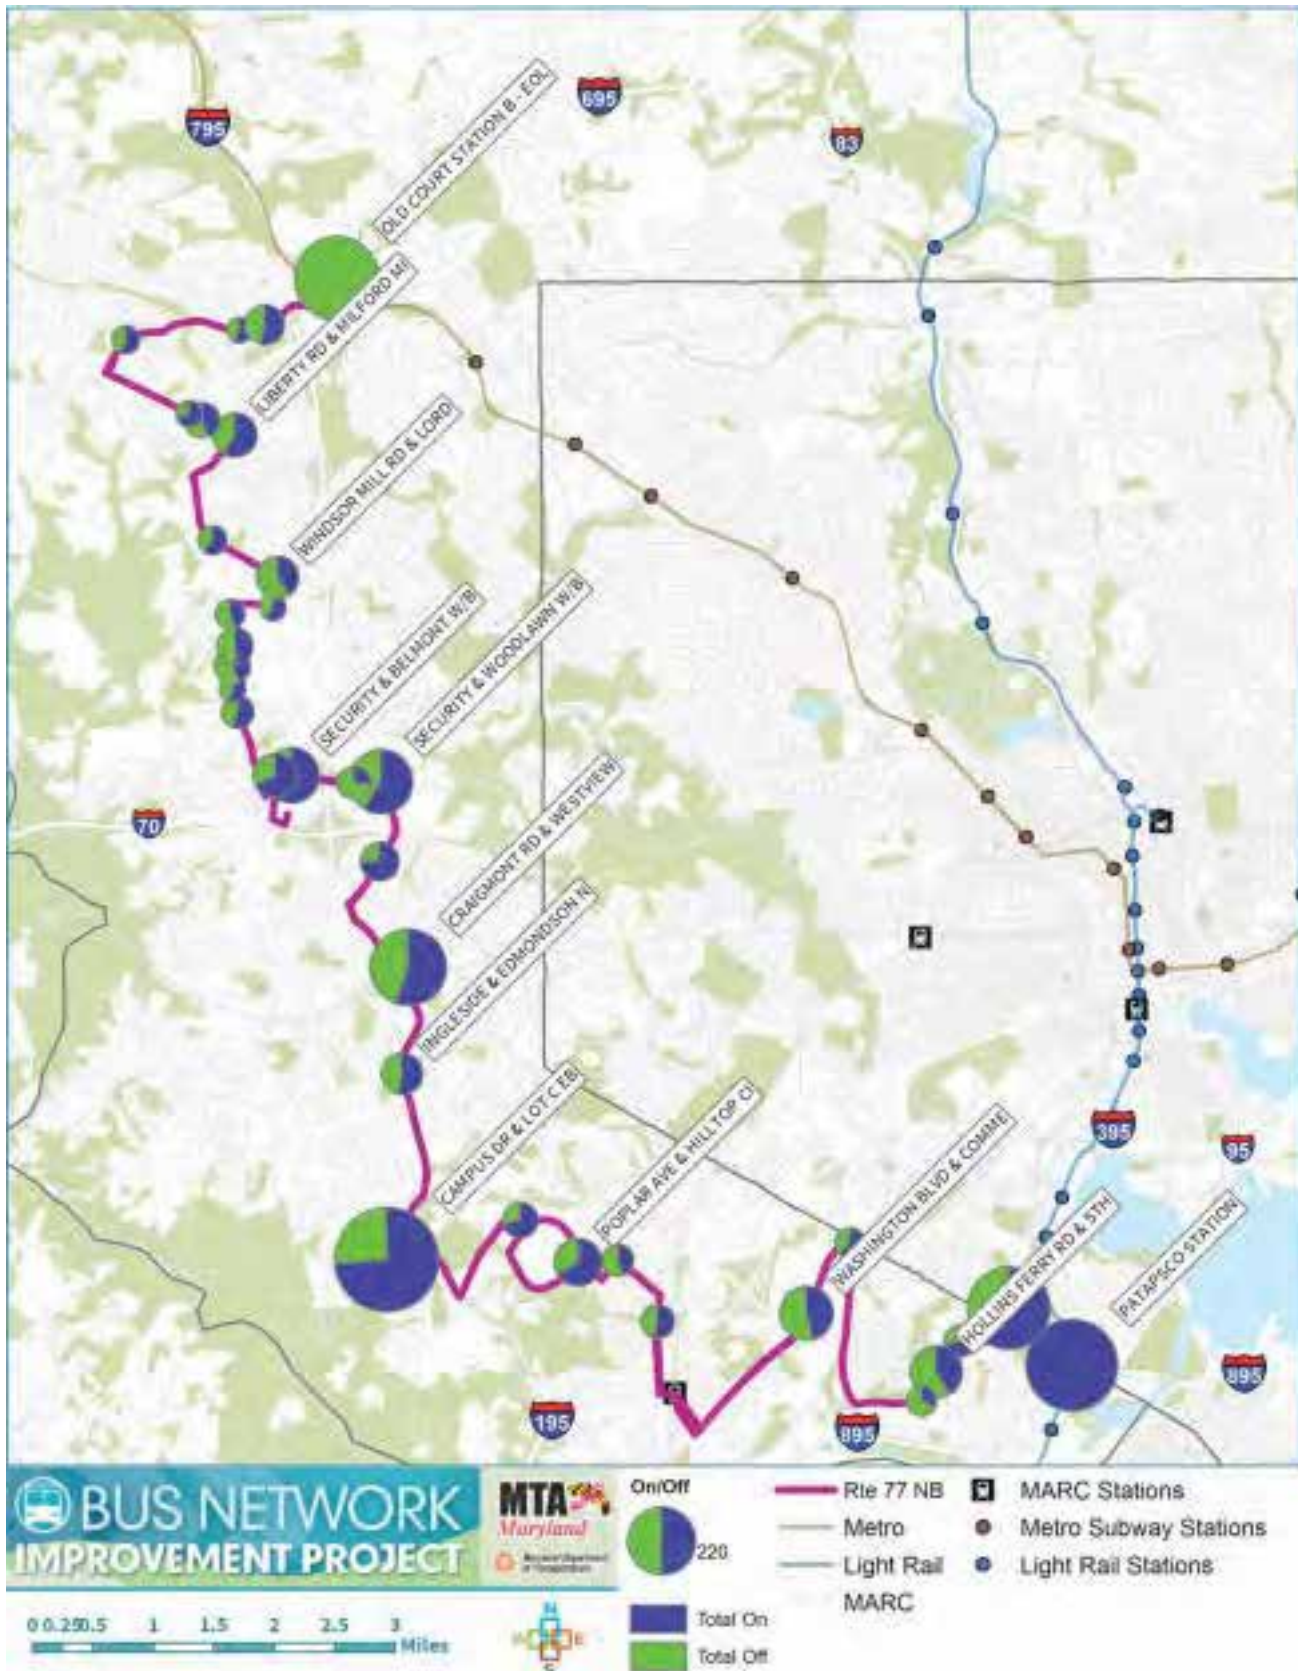 795
695
83
OLD COURT STATION B - EOL
LIBERTY RD & MILFORD MI
WINDSOR MILL RD & LORD
SECURITY & BELMONT W/B
SECURITY & WOODLAWN W/B
70
CRAIGMONT RD & WESTVIEW
INGLESIDE & EDMONDSON N
CAMPUS DR & LOT C EB
POPLAR AVE & HILLTOP CI
WASHINGTON BLVD & COMME
HOLLINS FERRY RD & 5TH
PATAPSCO STATION
395
95
895
195
895
BUS NETWORK
IMPROVEMENT PROJECT
MTA
Maryland
On/Off
220
Total On
Total Off
Rte 77 NB
Metro
Light Rail
MARC
MARC Stations
Metro Subway Stations
Light Rail Stations
0 0.25 0.5 1 1.5 2 2.5 3
Miles
N
E
S